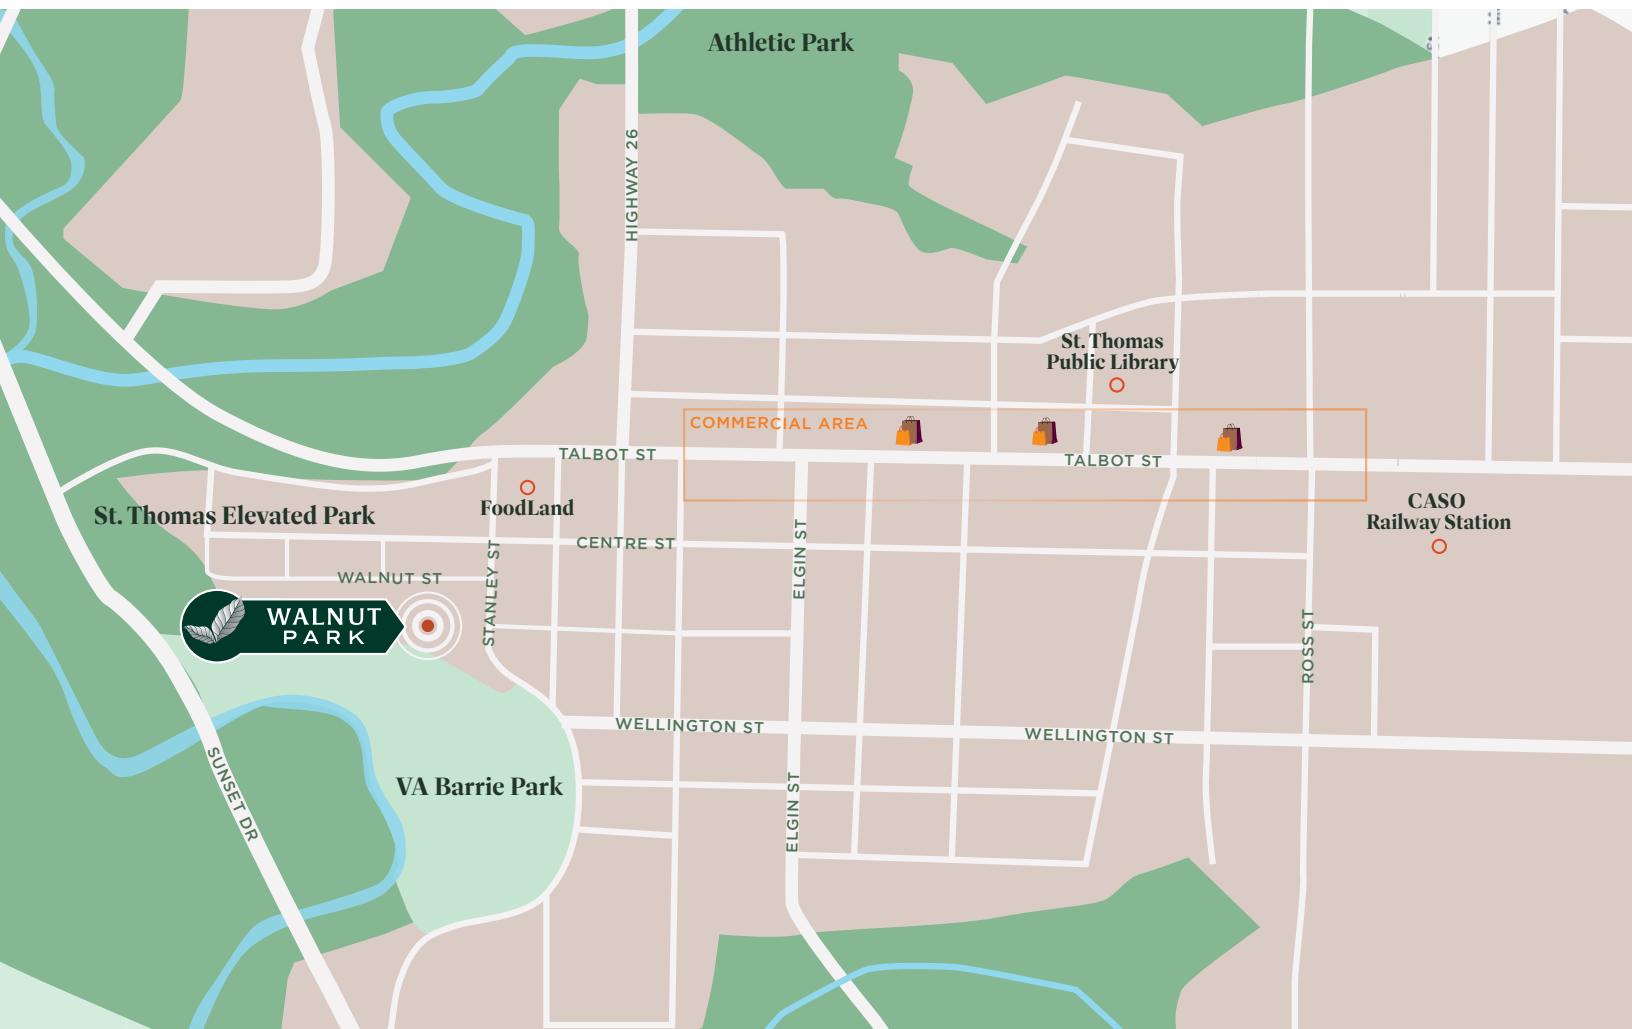 Athletic Park
HIGHWAY 26
St. Thomas
Public Library
COMMERCIAL AREA
TALBOT ST
TALBOT ST
FoodLand
CASO
Railway Station
St. Thomas Elevated Park
CENTRE ST
ELGIN ST
WALNUT ST
STANLEY ST
WALNUT
PARK
ROSS ST
WELLINGTON ST
WELLINGTON ST
SUNSET DR
VA Barrie Park
ELGIN ST